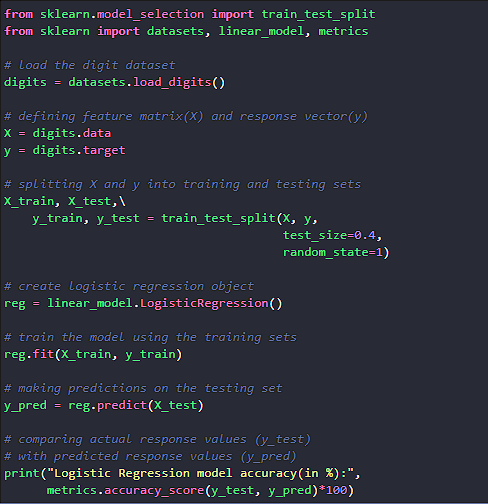 from sklearn.model_selection import train_test_split
from sklearn import datasets, linear_model, metrics

# load the digit dataset
digits = datasets.load_digits()

# defining feature matrix(X) and response vector(y)
X = digits.data
y = digits.target

# splitting X and y into training and testing sets
X_train, X_test,\
    y_train, y_test = train_test_split(X, y,
                                       test_size=0.4,
                                       random_state=1)

# create logistic regression object
reg = linear_model.LogisticRegression()

# train the model using the training sets
reg.fit(X_train, y_train)

# making predictions on the testing set
y_pred = reg.predict(X_test)

# comparing actual response values (y_test)
# with predicted response values (y_pred)
print("Logistic Regression model accuracy(in %):",
      metrics.accuracy_score(y_test, y_pred)*100)